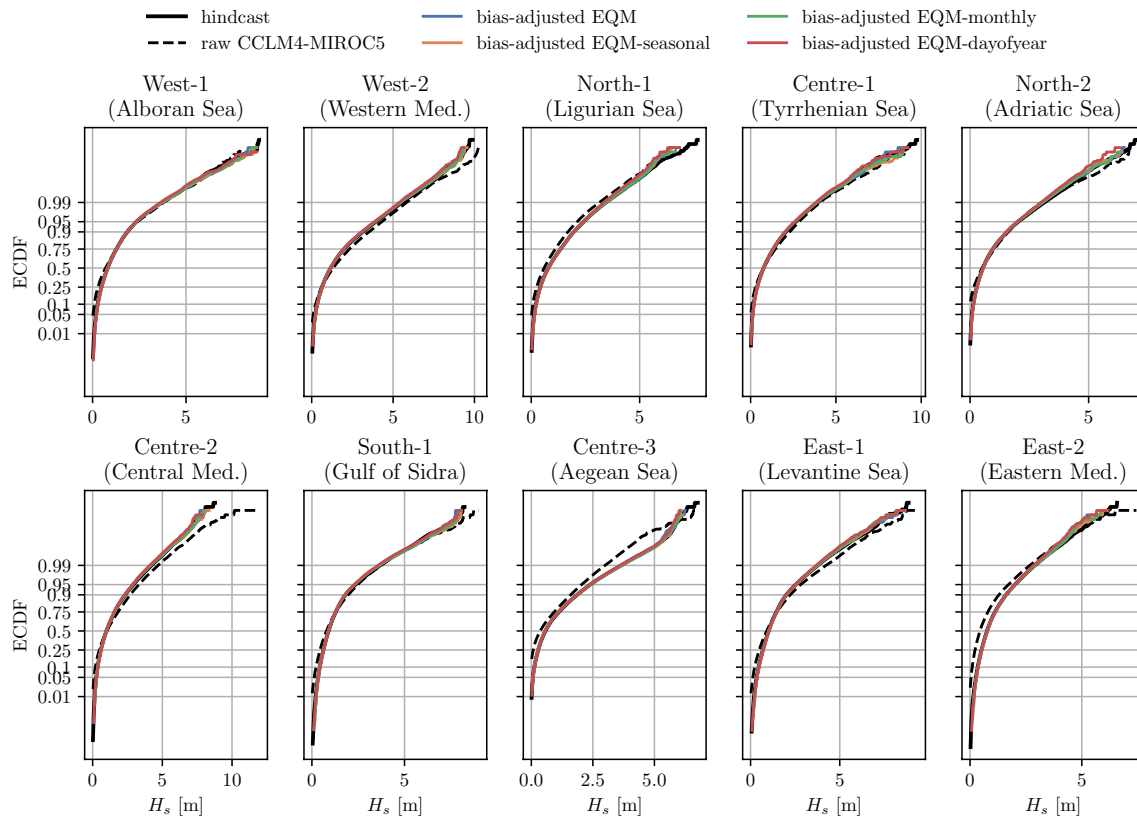 hindcast
raw CCLM4-MIROC5
bias-adjusted EQM
bias-adjusted EQM-seasonal
bias-adjusted EQM-monthly
bias-adjusted EQM-dayofyear
West-1
(Alboran Sea)
West-2
(Western Med.)
North-1
(Ligurian Sea)
Centre-1
(Tyrrhenian Sea)
North-2
(Adriatic Sea)
ECDF
0.99
0.95
0.9
0.75
0.5
0.25
0.1
0.05
0.01
0 5
0 5 10
0 5
0 5 10
0 5
Centre-2
(Central Med.)
South-1
(Gulf of Sidra)
Centre-3
(Aegean Sea)
East-1
(Levantine Sea)
East-2
(Eastern Med.)
ECDF
0.99
0.95
0.9
0.75
0.5
0.25
0.1
0.05
0.01
0 5 10
0 5
0.0 2.5 5.0
0 5
0 5
H_s [m]
H_s [m]
H_s [m]
H_s [m]
H_s [m]